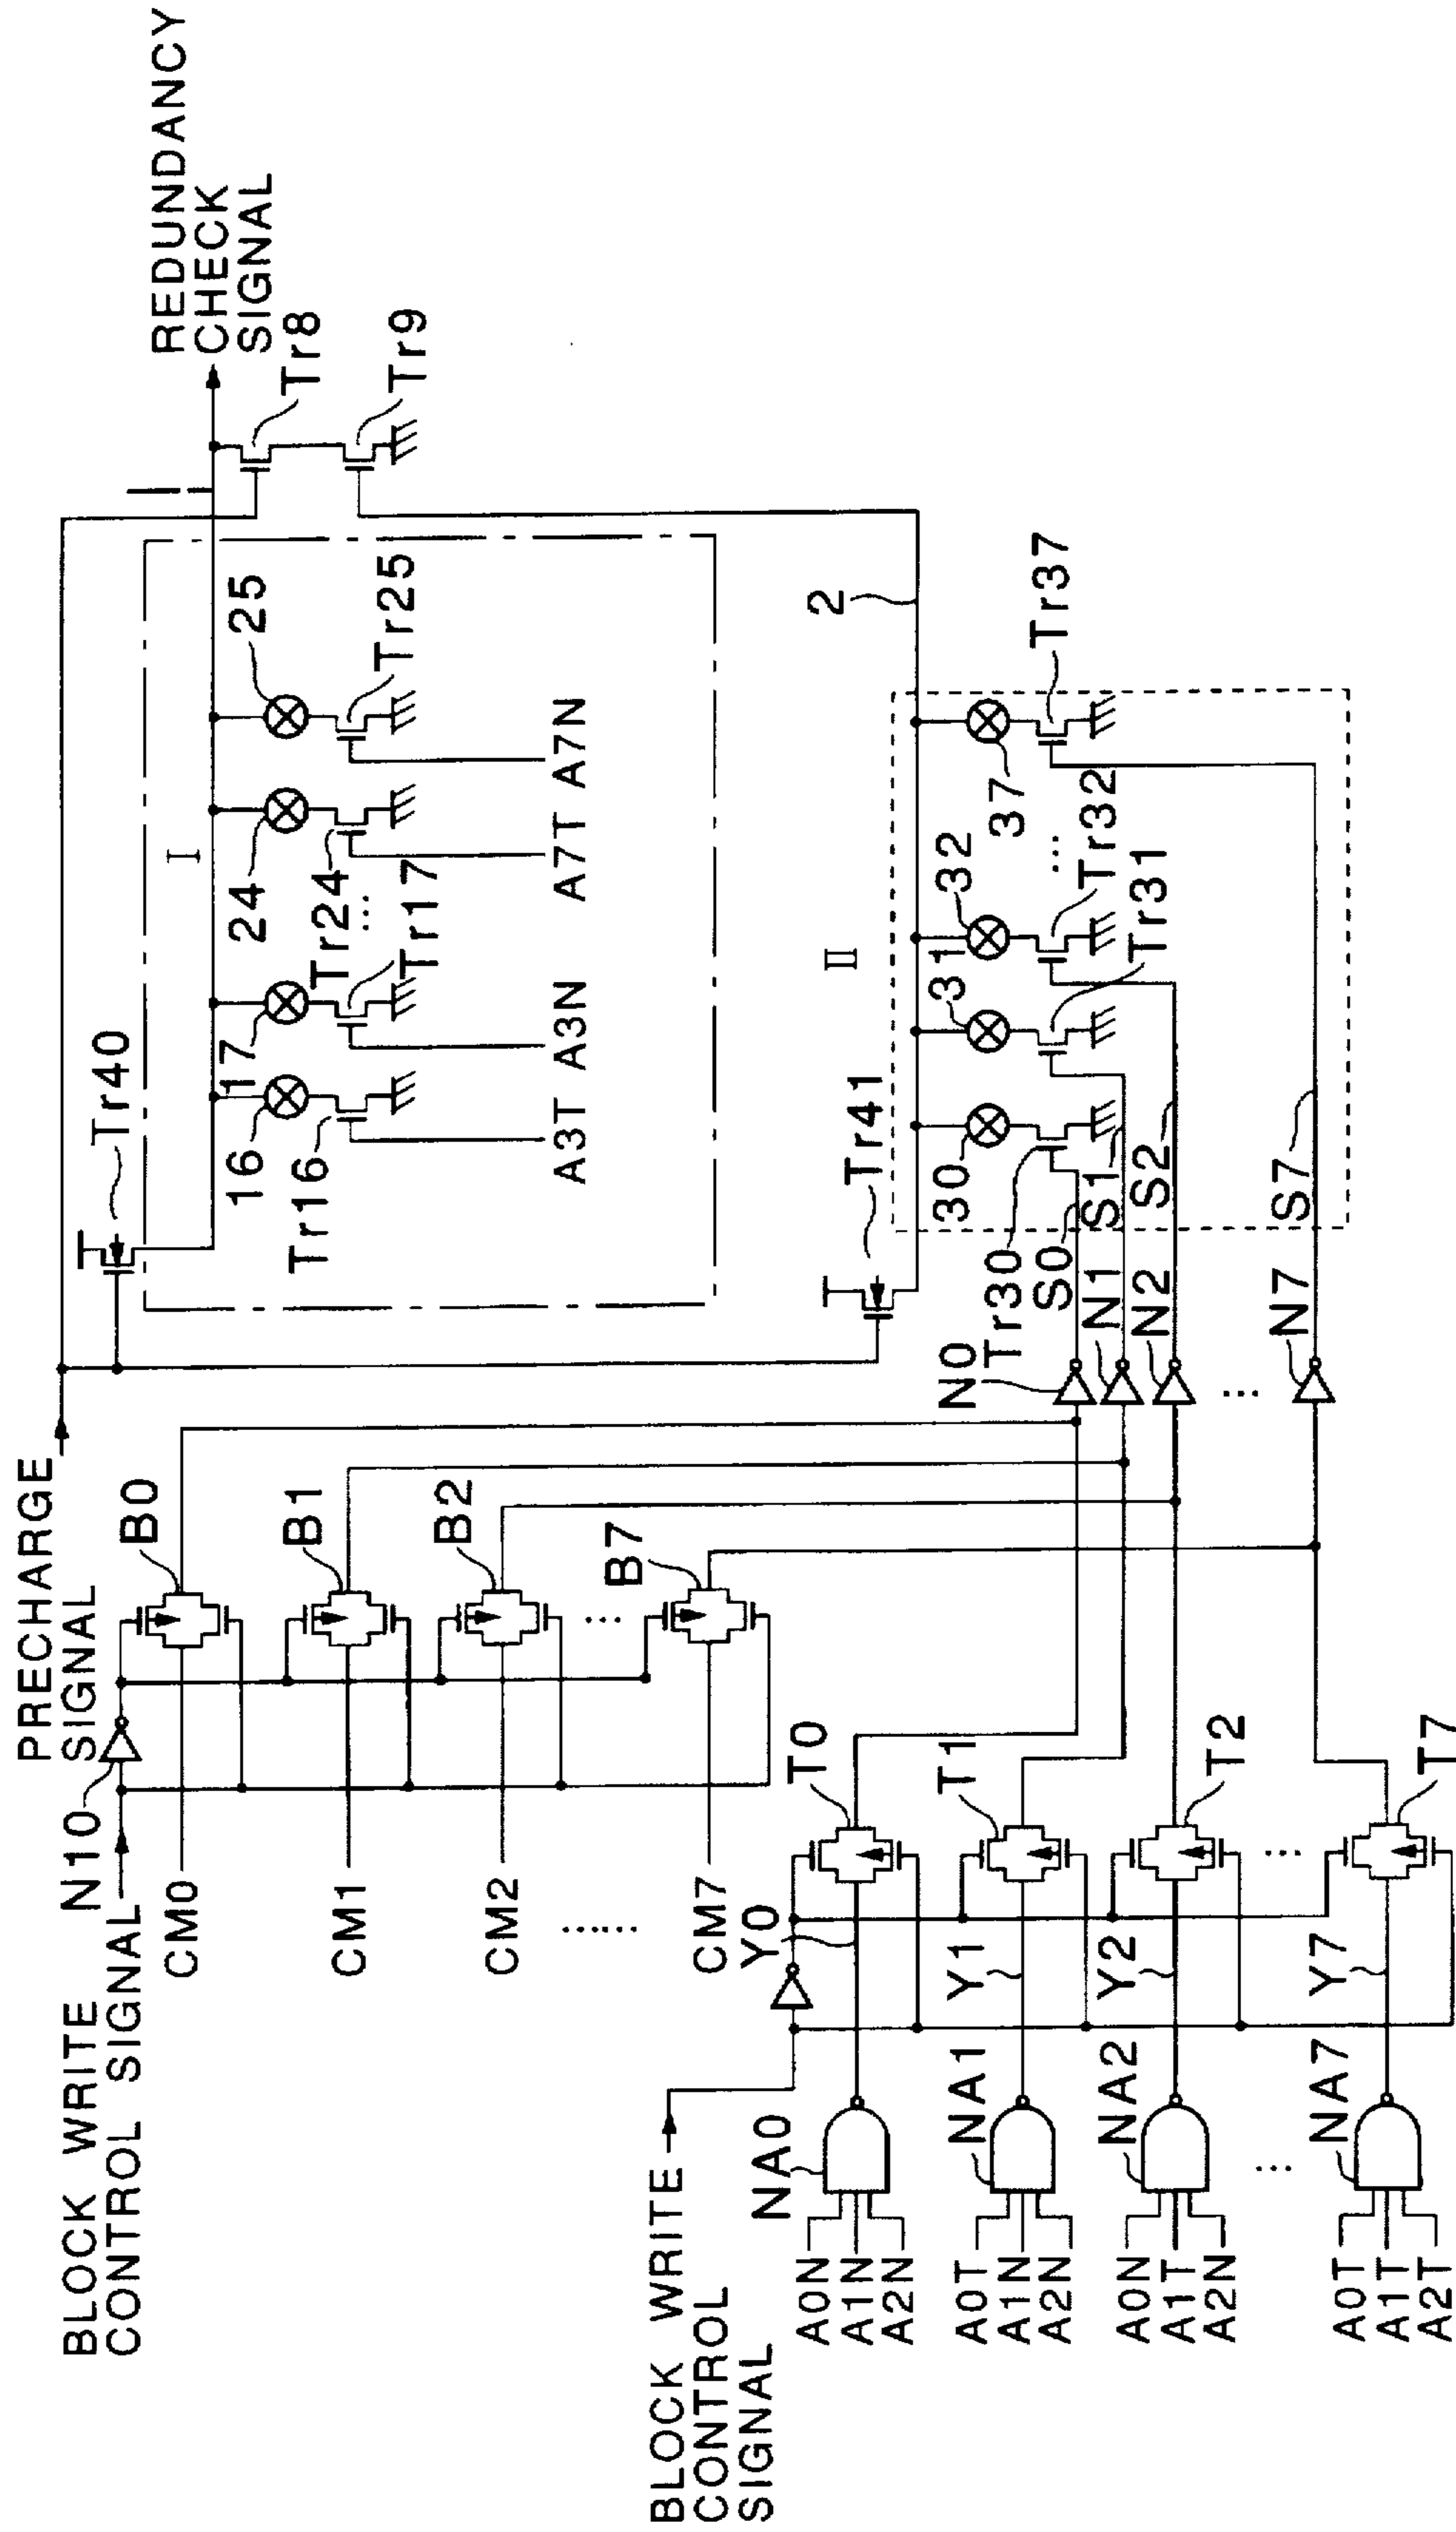 PRECHARGE
SIGNAL
BLOCK WRITE
CONTROL SIGNAL
N10
CM0
CM1
CM2
......
CM7
B0
B1
B2
...
B7
Tr40
I
16
17
24
25
Tr16
Tr17
...
Tr24
Tr25
A3T
A3N
A7T
A7N
1
REDUNDANCY
CHECK
SIGNAL
Tr8
Tr9
2
BLOCK WRITE
CONTROL
SIGNAL
NA0
A0N
A1N
A2N
NA1
A0T
A1N
A2N
NA2
A0N
A1T
A2N
...
NA7
A0T
A1T
A2T
Y0
Y1
Y2
Y7
T0
T1
T2
...
T7
N0
N1
N2
...
N7
Tr41
II
30
31
32
37
Tr30
Tr31
Tr32
...
Tr37
S0
S1
S2
S7